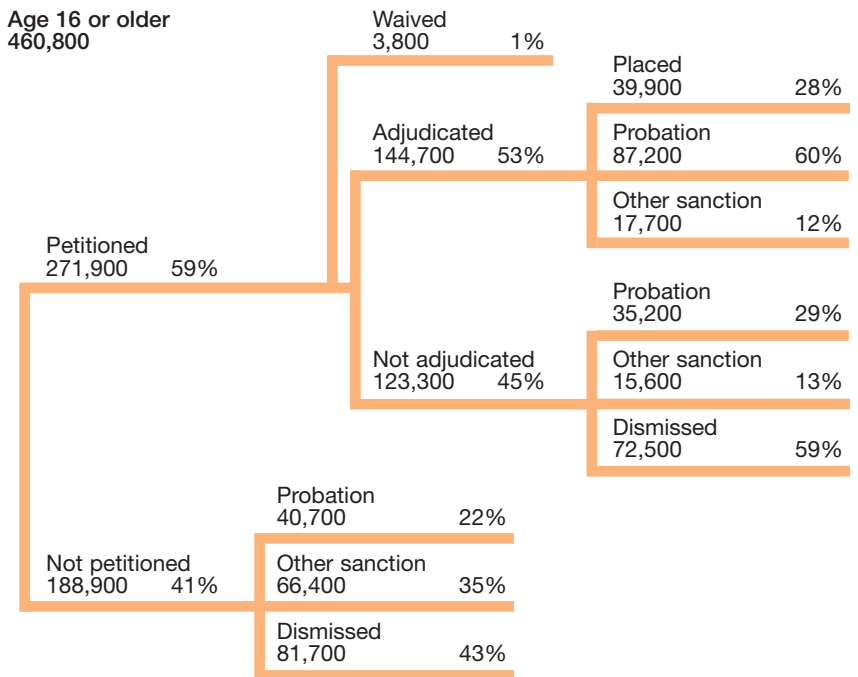 Age 16 or older
460,800
Waived
3,800 1%
Placed
39,900 28%
Adjudicated
144,700 53%
Probation
87,200 60%
Other sanction
17,700 12%
Petitioned
271,900 59%
Probation
35,200 29%
Not adjudicated
123,300 45%
Other sanction
15,600 13%
Dismissed
72,500 59%
Probation
40,700 22%
Not petitioned
188,900 41%
Other sanction
66,400 35%
Dismissed
81,700 43%